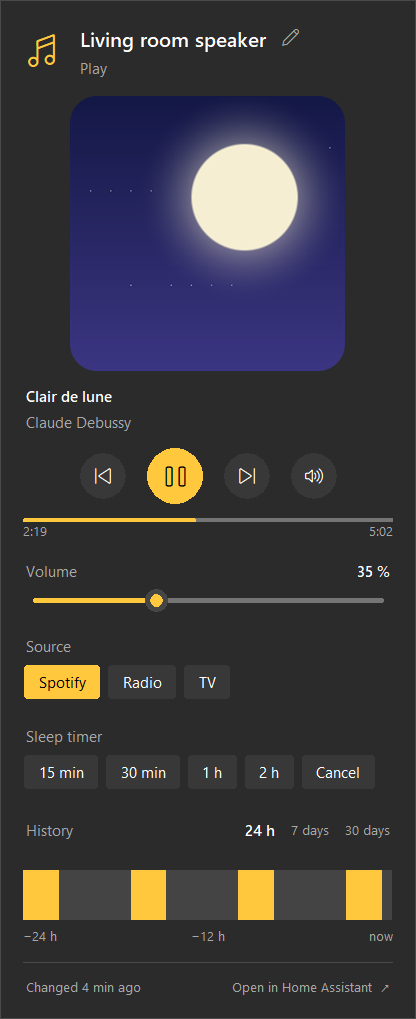 Living room speaker
Play
Clair de lune
Claude Debussy
2:19 5:02
Volume 35 %
Source
Spotify Radio TV
Sleep timer
15 min 30 min 1 h 2 h Cancel
History 24 h 7 days 30 days
−24 h −12 h now
Changed 4 min ago Open in Home Assistant ↗